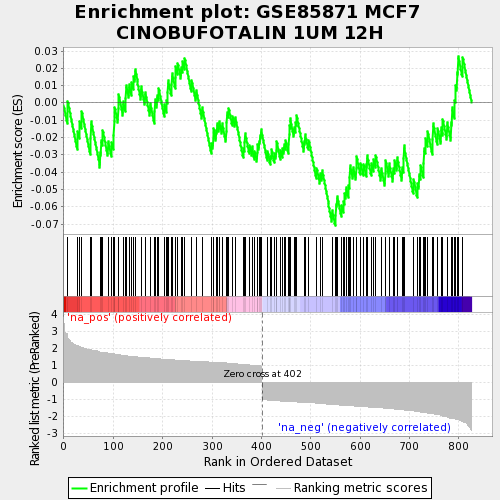 Enrichment plot: GSE85871 MCF7
CINOBUFOTALIN 1UM 12H
Enrichment score (ES)
0.03
0.02
0.01
0.00
-0.01
-0.02
-0.03
-0.04
-0.05
-0.06
-0.07
'na_pos' (positively correlated)
Ranked list metric (PreRanked)
4
3
2
1
0
-1
-2
-3
Zero cross at 402
'na_neg' (negatively correlated)
0 100 200 300 400 500 600 700 800
Rank in Ordered Dataset
Enrichment profile Hits Ranking metric scores